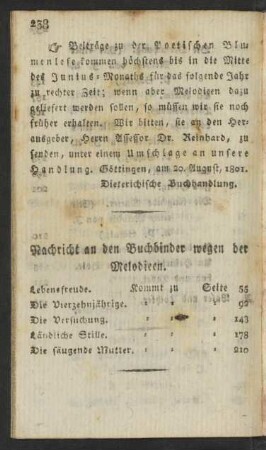 238
☞ Beiträge zu der Poetischen Blu-
menlese kommen höchstens bis in die Mitte
des Junius-Monaths für das folgende Jahr
zu rechter Zeit; wenn aber Melodien dazu
geliefert werden sollen, so müssen wir sie noch
früher erhalten. Wir bitten, sie an den Her-
ausgeber, Herrn Assessor Dr. Reinhard, zu
senden, unter einem Umschlage an unsere
Handlung. Göttingen, am 20. August, 1801.
Dieterichische Buchhandlung.
Nachricht an den Buchbinder wegen der
Melodieen.
Lebensfreude. Kommt zu Seite 55
Die Vierzehnjährige. = = 92
Die Versuchung. = = 143
Ländliche Stille. = = 178
Die säugende Mutter. = = 210